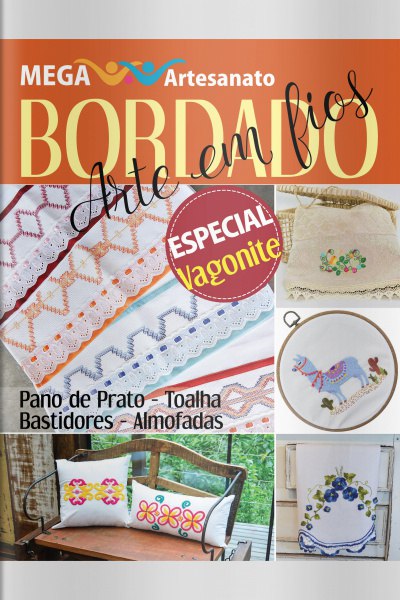 MEGA Artesanato
BORDADO
Arte em fios
ESPECIAL
Vagonite
Pano de Prato - Toalha
Bastidores - Almofadas